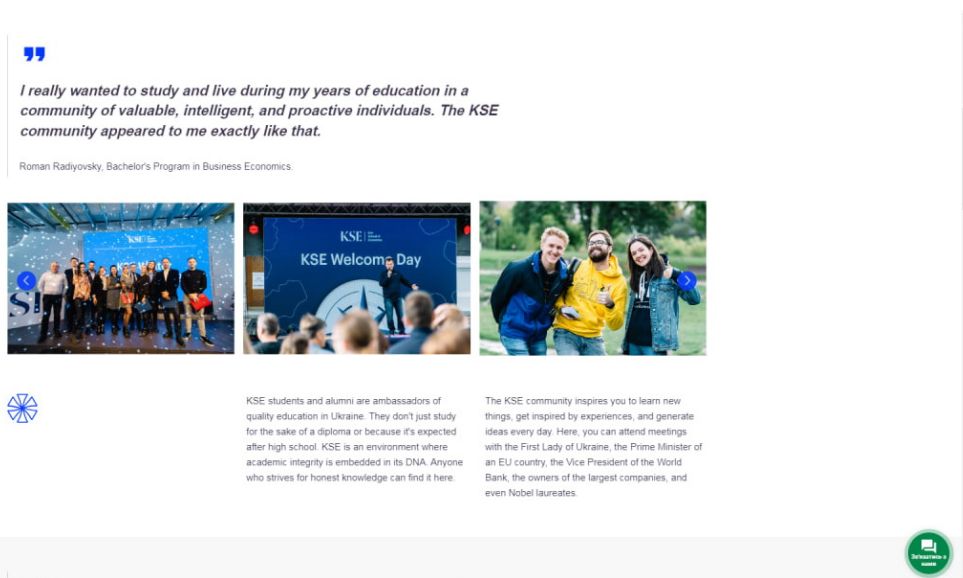 I really wanted to study and live during my years of education in a
community of valuable, intelligent, and proactive individuals. The KSE
community appeared to me exactly like that.
Roman Radiyovsky, Bachelor's Program in Business Economics.
KSE
KSE
KSE Welcome Day
KSE students and alumni are ambassadors of
quality education in Ukraine. They don't just study
for the sake of a diploma or because it's expected
after high school. KSE is an environment where
academic integrity is embedded in its DNA. Anyone
who strives for honest knowledge can find it here.
The KSE community inspires you to learn new
things, get inspired by experiences, and generate
ideas every day. Here, you can attend meetings
with the First Lady of Ukraine, the Prime Minister of
an EU country, the Vice President of the World
Bank, the owners of the largest companies, and
even Nobel laureates.
Зв'язатись з
нами